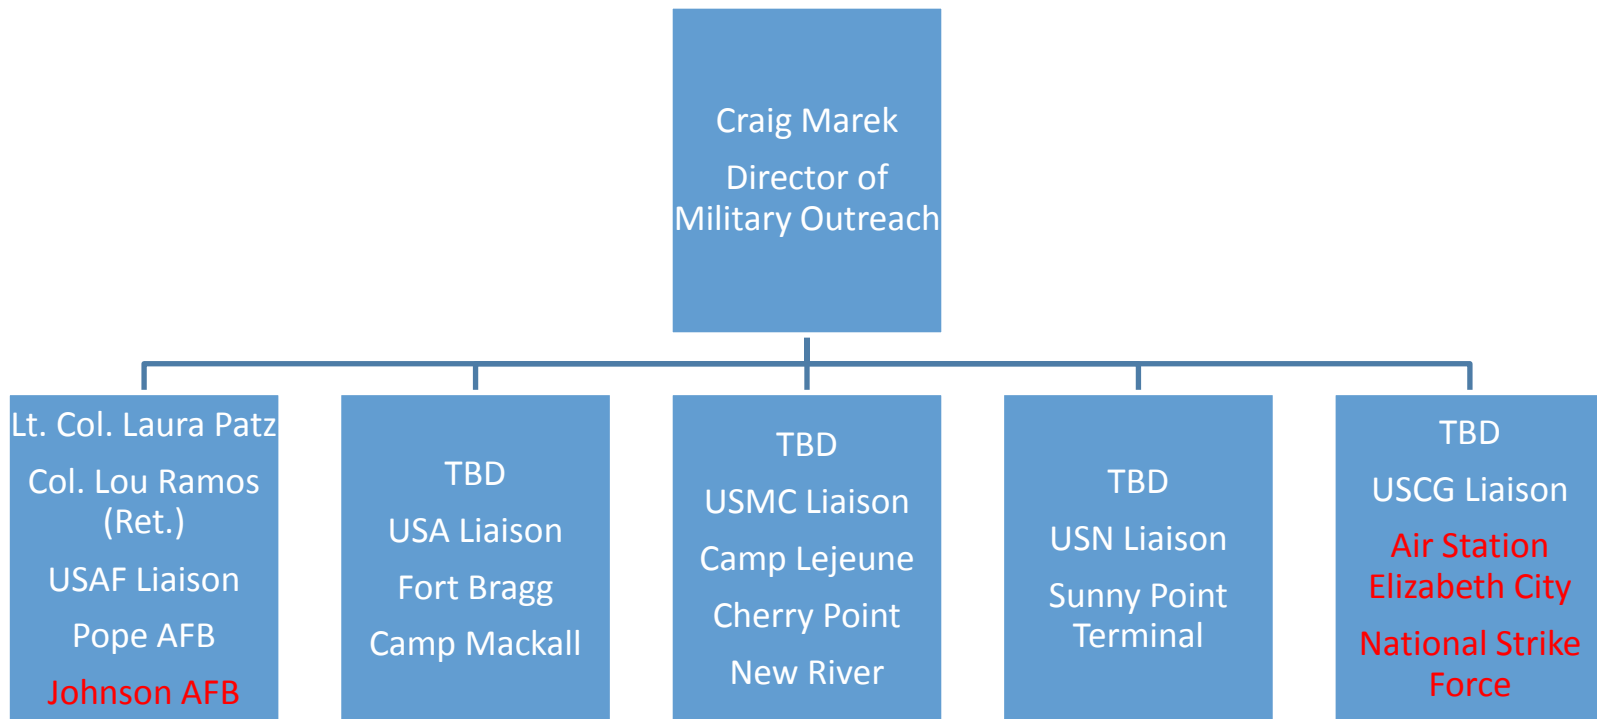 Craig Marek
Director of
Military Outreach
Lt. Col. Laura Patz
Col. Lou Ramos
(Ret.)
USAF Liaison
Pope AFB
Johnson AFB
TBD
USA Liaison
Fort Bragg
Camp Mackall
TBD
USMC Liaison
Camp Lejeune
Cherry Point
New River
TBD
USN Liaison
Sunny Point
Terminal
TBD
USCG Liaison
Air Station
Elizabeth City
National Strike
Force